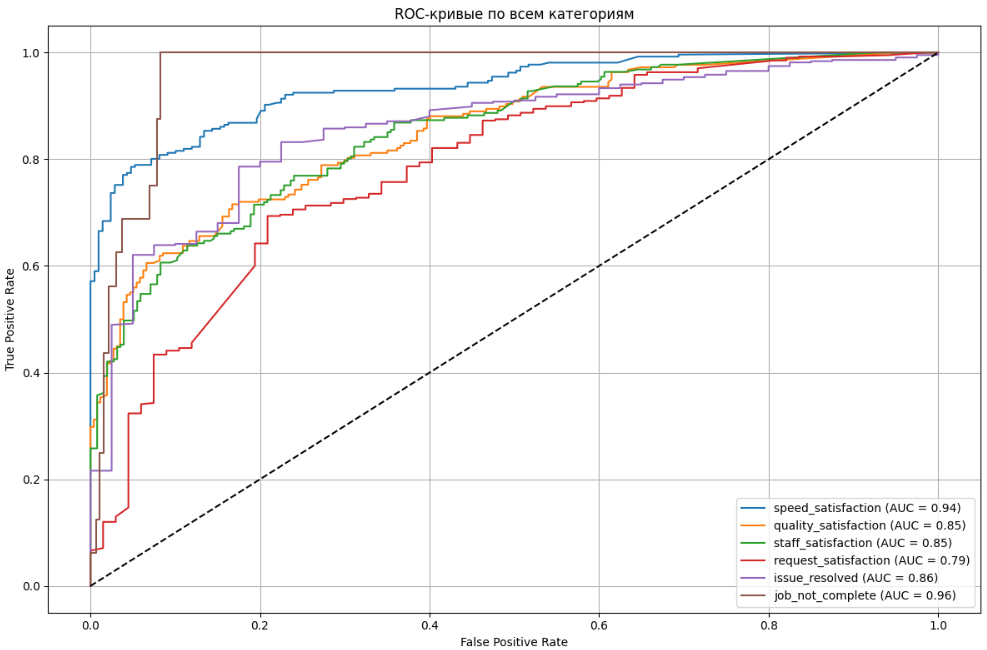 ROC-кривые по всем категориям
True Positive Rate
1.0
0.8
0.6
0.4
0.2
0.0
speed_satisfaction (AUC = 0.94)
quality_satisfaction (AUC = 0.85)
staff_satisfaction (AUC = 0.85)
request_satisfaction (AUC = 0.79)
issue_resolved (AUC = 0.86)
job_not_complete (AUC = 0.96)
0.0 0.2 0.4 0.6 0.8 1.0
False Positive Rate